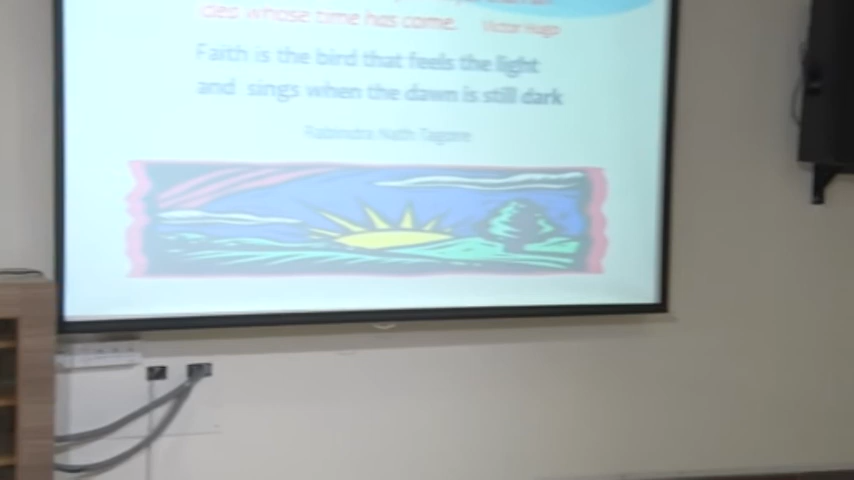 idea whose time has come. Victor Hugo
Faith is the bird that feels the light
and sings when the dawn is still dark
Rabindra Nath Tagore